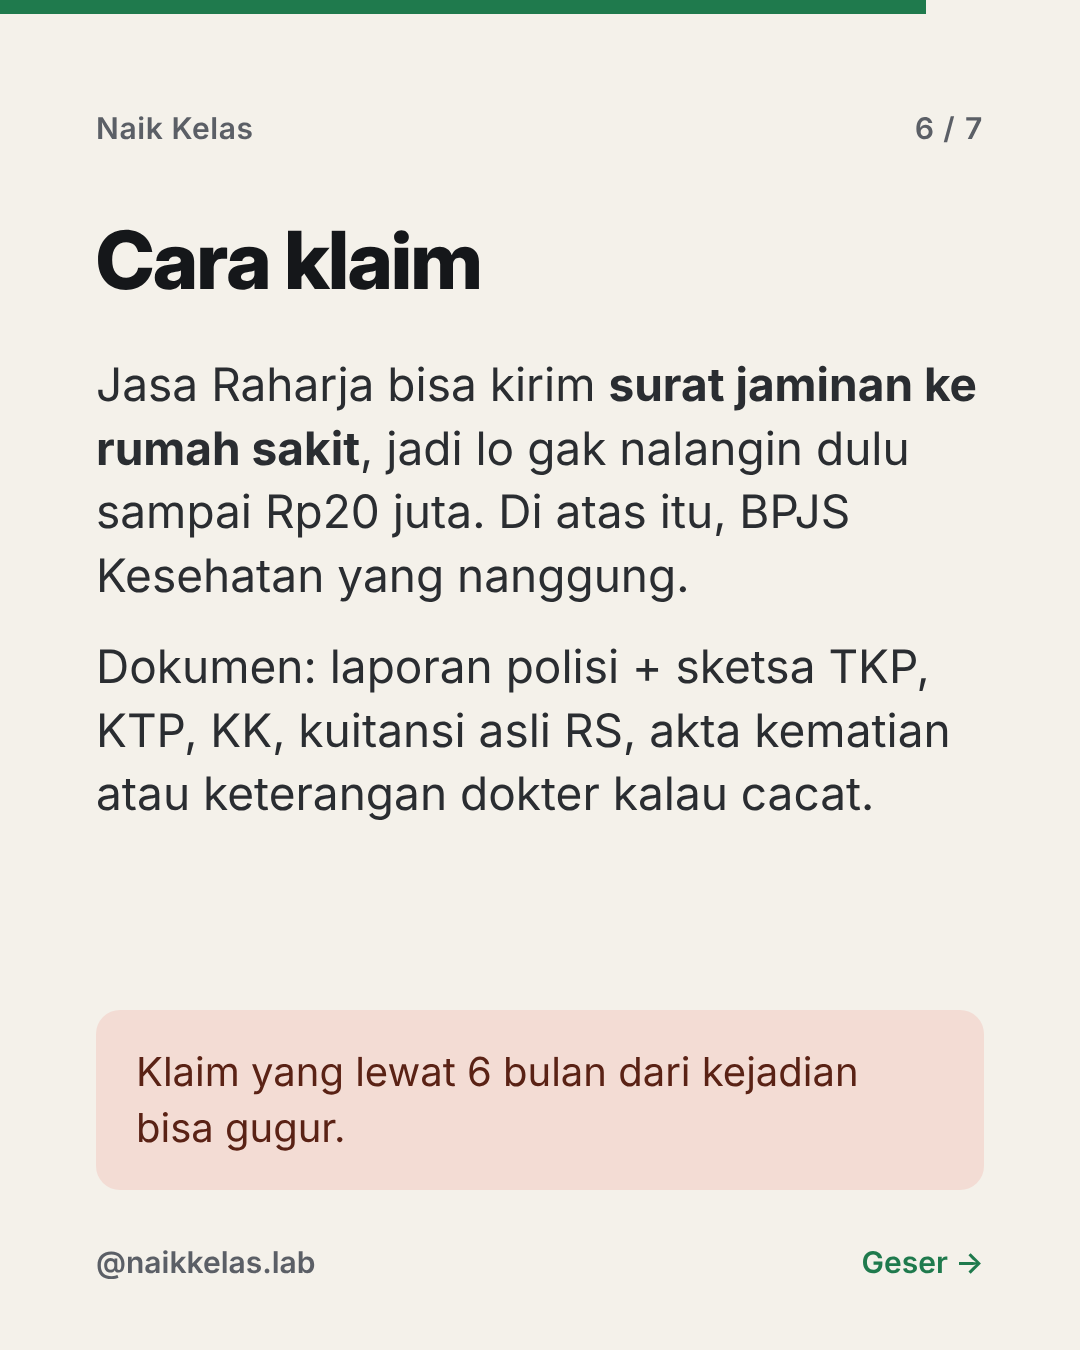 Naik Kelas
6 / 7
Cara klaim
Jasa Raharja bisa kirim surat jaminan ke
rumah sakit, jadi lo gak nalangin dulu
sampai Rp20 juta. Di atas itu, BPJS
Kesehatan yang nanggung.
Dokumen: laporan polisi + sketsa TKP,
KTP, KK, kuitansi asli RS, akta kematian
atau keterangan dokter kalau cacat.
Klaim yang lewat 6 bulan dari kejadian
bisa gugur.
@naikkelas.lab
Geser →